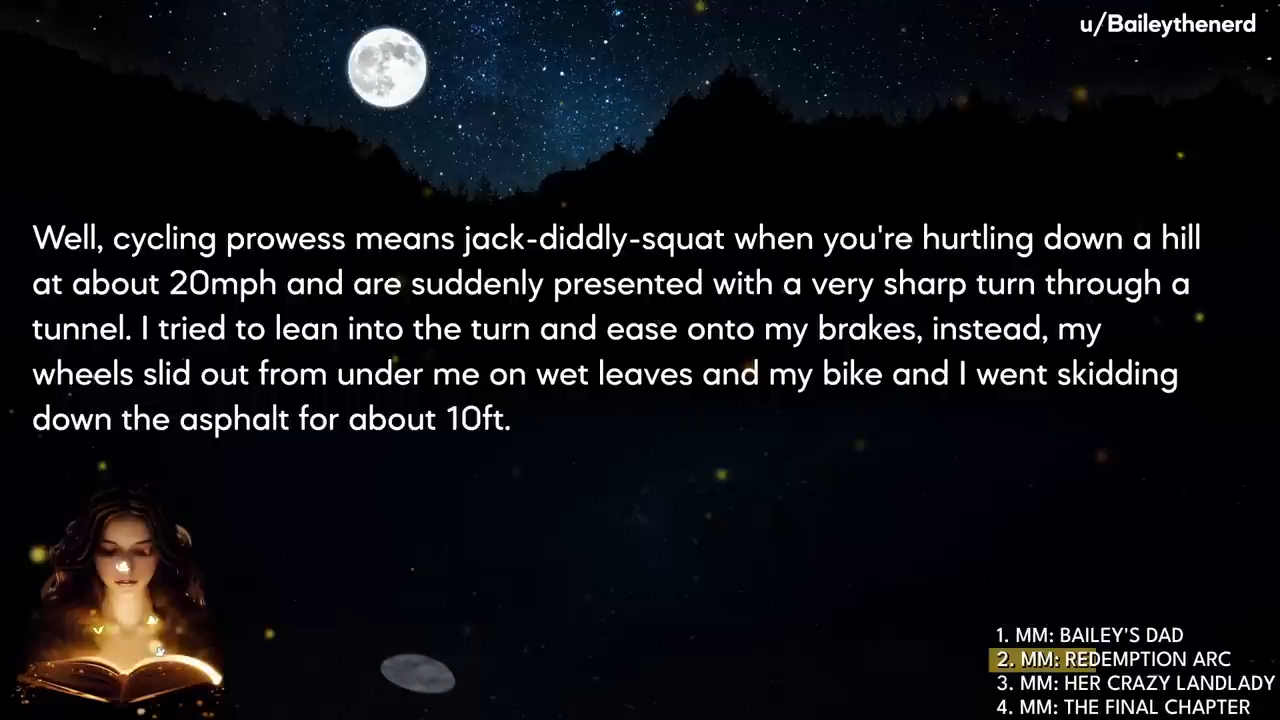 u/Baileythenerd
Well, cycling prowess means jack-diddly-squat when you're hurtling down a hill
at about 20mph and are suddenly presented with a very sharp turn through a
tunnel. I tried to lean into the turn and ease onto my brakes, instead, my
wheels slid out from under me on wet leaves and my bike and I went skidding
down the asphalt for about 10ft.
1. MM: BAILEY'S DAD
2. MM: REDEMPTION ARC
3. MM: HER CRAZY LANDLADY
4. MM: THE FINAL CHAPTER